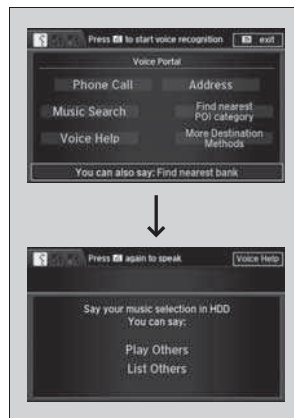 Press to start voice recognition exit
Voice Portal
Phone Call Address
Music Search Find nearest
POI category
Voice Help More Destination
Methods
You can also say: Find nearest bank
Press again to speak Voice Help
Say your music selection in HDD
You can say:
Play Others
List Others